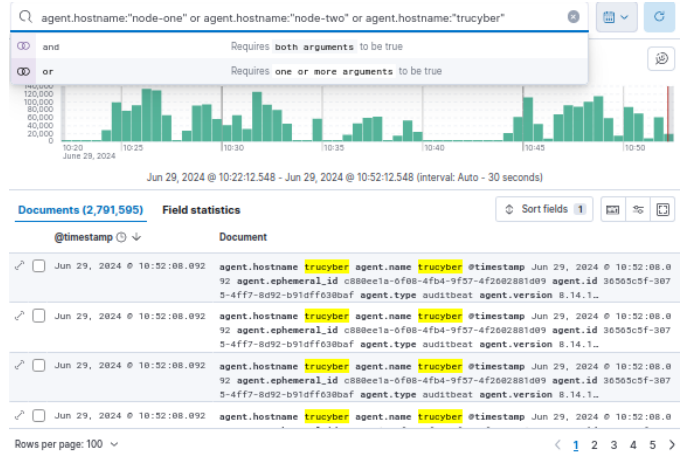 agent.hostname:"node-one" or agent.hostname:"node-two" or agent.hostname:"trucyber"
and Requires both arguments to be true
or Requires one or more arguments to be true
140,000
120,000
100,000
80,000
60,000
40,000
20,000
10:20 10:25 10:30 10:35 10:40 10:45 10:50
June 29, 2024
Jun 29, 2024 @ 10:22:12.548 - Jun 29, 2024 @ 10:52:12.548 (interval: Auto - 30 seconds)
Documents (2,791,595) Field statistics Sort fields 1
@timestamp Document
Jun 29, 2024 @ 10:52:08.092 agent.hostname trucyber agent.name trucyber @timestamp Jun 29, 2024 @ 10:52:08.0
92 agent.ephemeral_id c880ee1a-6f08-4fb4-9f57-4f2602881d09 agent.id 36565c5f-307
5-4ff7-8d92-b91dff630baf agent.type auditbeat agent.version 8.14.1…
Jun 29, 2024 @ 10:52:08.092 agent.hostname trucyber agent.name trucyber @timestamp Jun 29, 2024 @ 10:52:08.0
92 agent.ephemeral_id c880ee1a-6f08-4fb4-9f57-4f2602881d09 agent.id 36565c5f-307
5-4ff7-8d92-b91dff630baf agent.type auditbeat agent.version 8.14.1…
Jun 29, 2024 @ 10:52:08.092 agent.hostname trucyber agent.name trucyber @timestamp Jun 29, 2024 @ 10:52:08.0
92 agent.ephemeral_id c880ee1a-6f08-4fb4-9f57-4f2602881d09 agent.id 36565c5f-307
5-4ff7-8d92-b91dff630baf agent.type auditbeat agent.version 8.14.1…
Jun 29, 2024 @ 10:52:08.092 agent.hostname trucyber agent.name trucyber @timestamp Jun 29, 2024 @ 10:52:08.0
Rows per page: 100 1 2 3 4 5